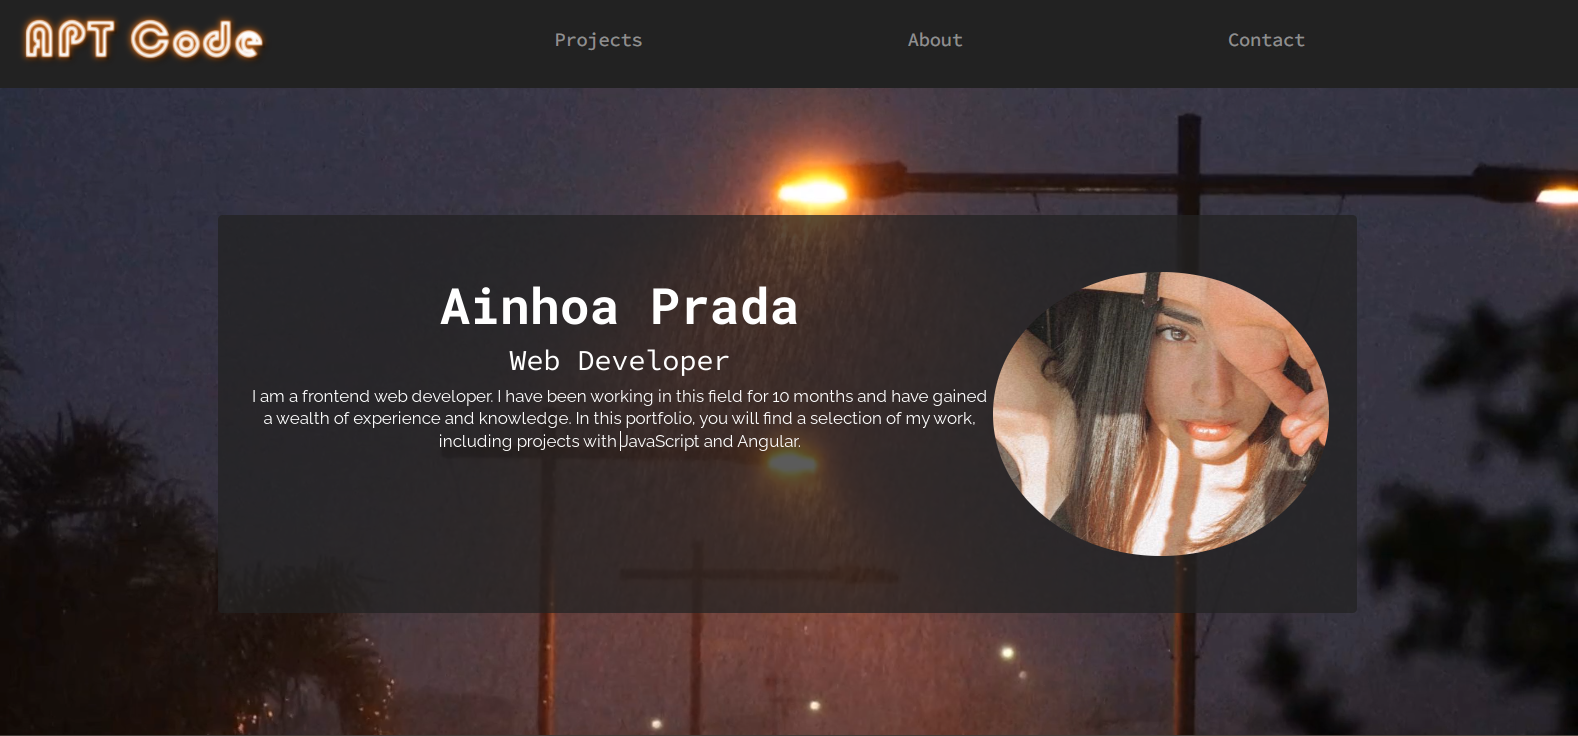 APT Code
Projects
About
Contact
Ainhoa Prada
Web Developer
I am a frontend web developer. I have been working in this field for 10 months and have gained
a wealth of experience and knowledge. In this portfolio, you will find a selection of my work,
including projects with JavaScript and Angular.